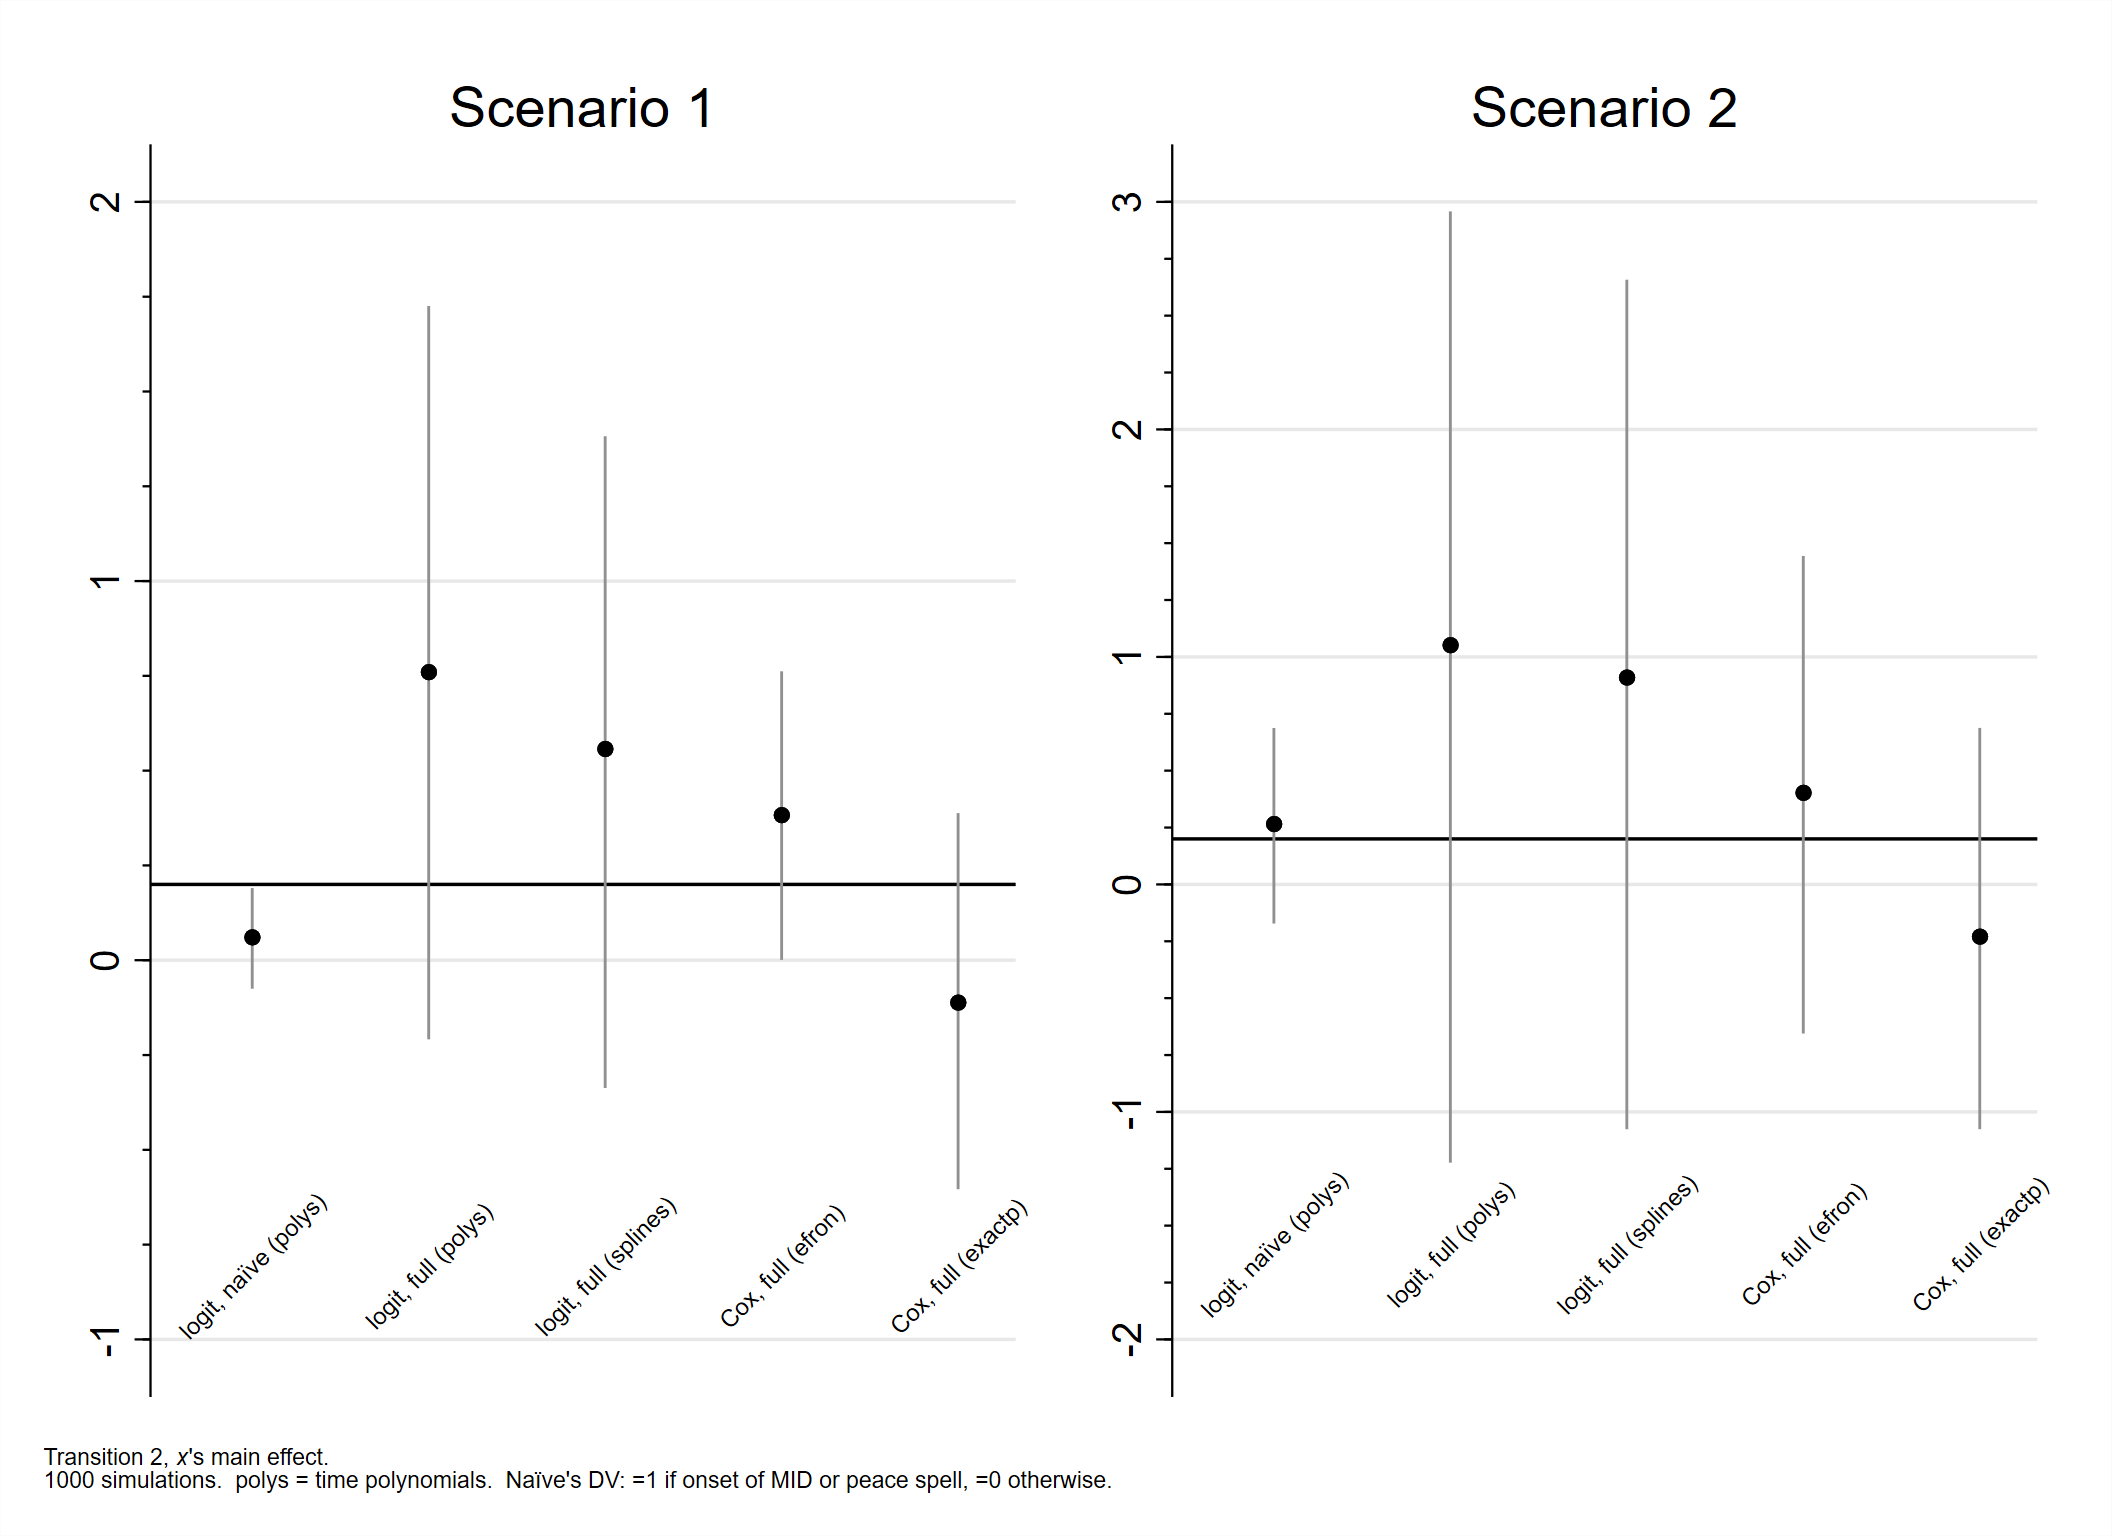 Scenario 1
2
1
0
-1
logit, naïve (polys)
logit, full (polys)
logit, full (splines)
Cox, full (efron)
Cox, full (exactp)
Scenario 2
3
2
1
0
-1
-2
logit, naïve (polys)
logit, full (polys)
logit, full (splines)
Cox, full (efron)
Cox, full (exactp)
Transition 2, x's main effect.
1000 simulations.  polys = time polynomials.  Naïve's DV: =1 if onset of MID or peace spell, =0 otherwise.